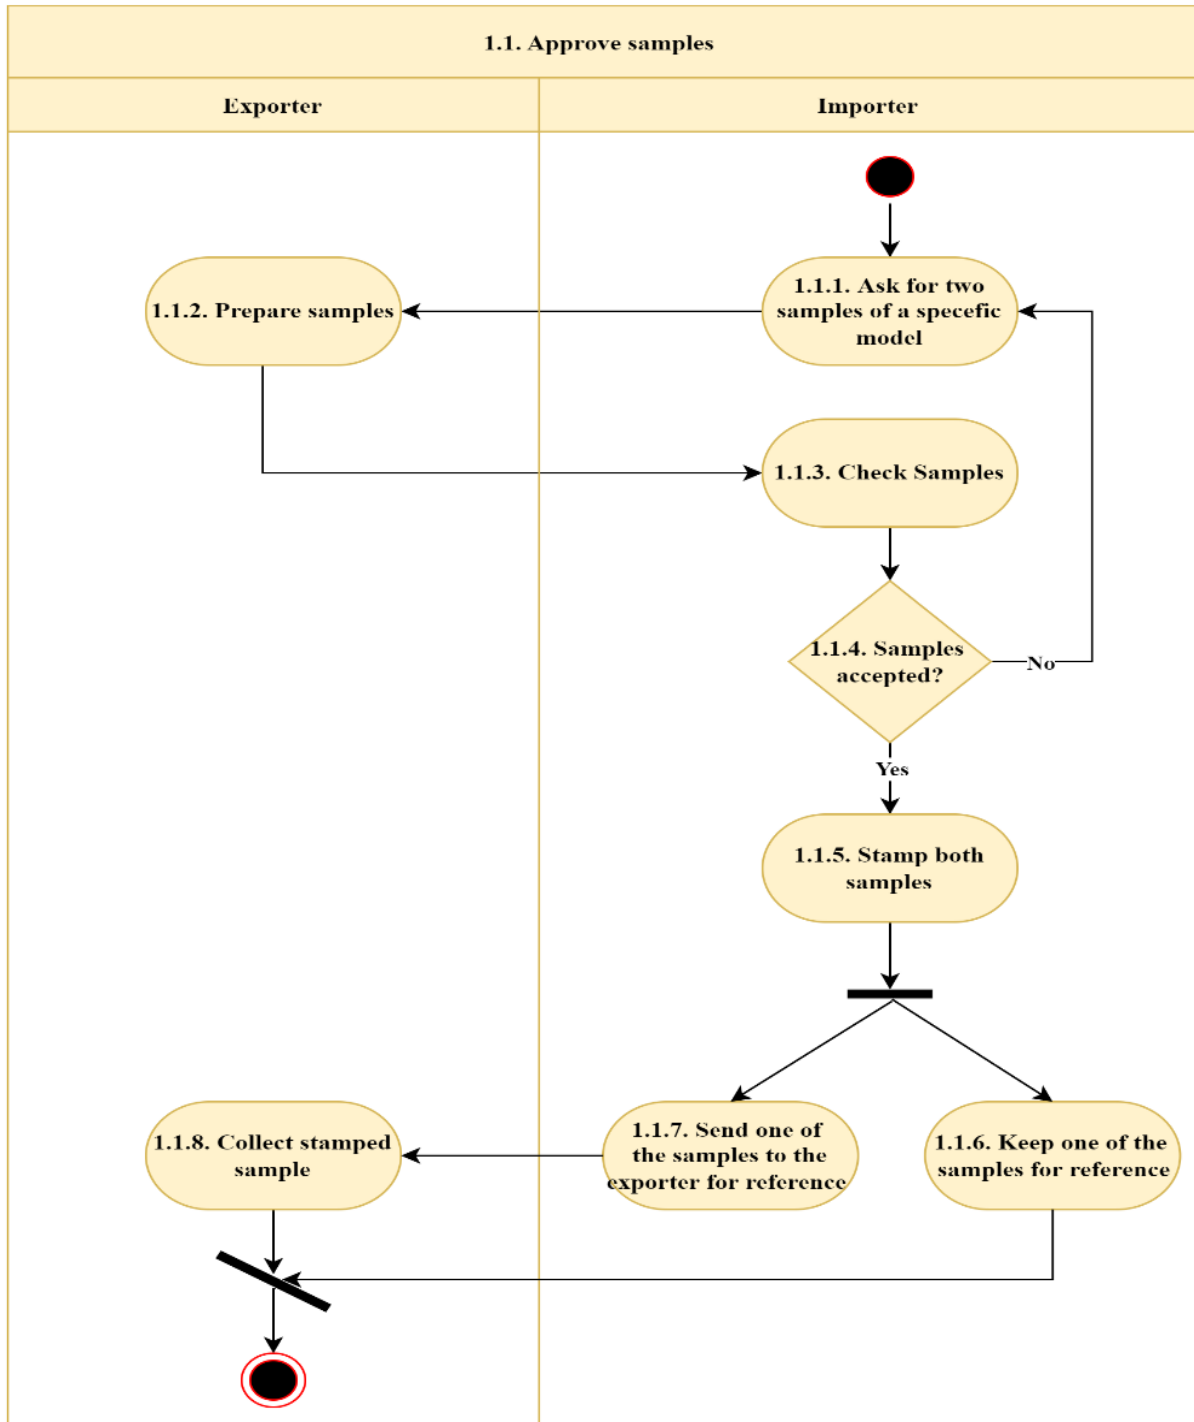 1.1. Approve samples
Exporter
Importer
1.1.1. Ask for two
samples of a specefic
model
1.1.2. Prepare samples
1.1.3. Check Samples
1.1.4. Samples
accepted?
No
Yes
1.1.5. Stamp both
samples
1.1.8. Collect stamped
sample
1.1.7. Send one of
the samples to the
exporter for reference
1.1.6. Keep one of the
samples for reference